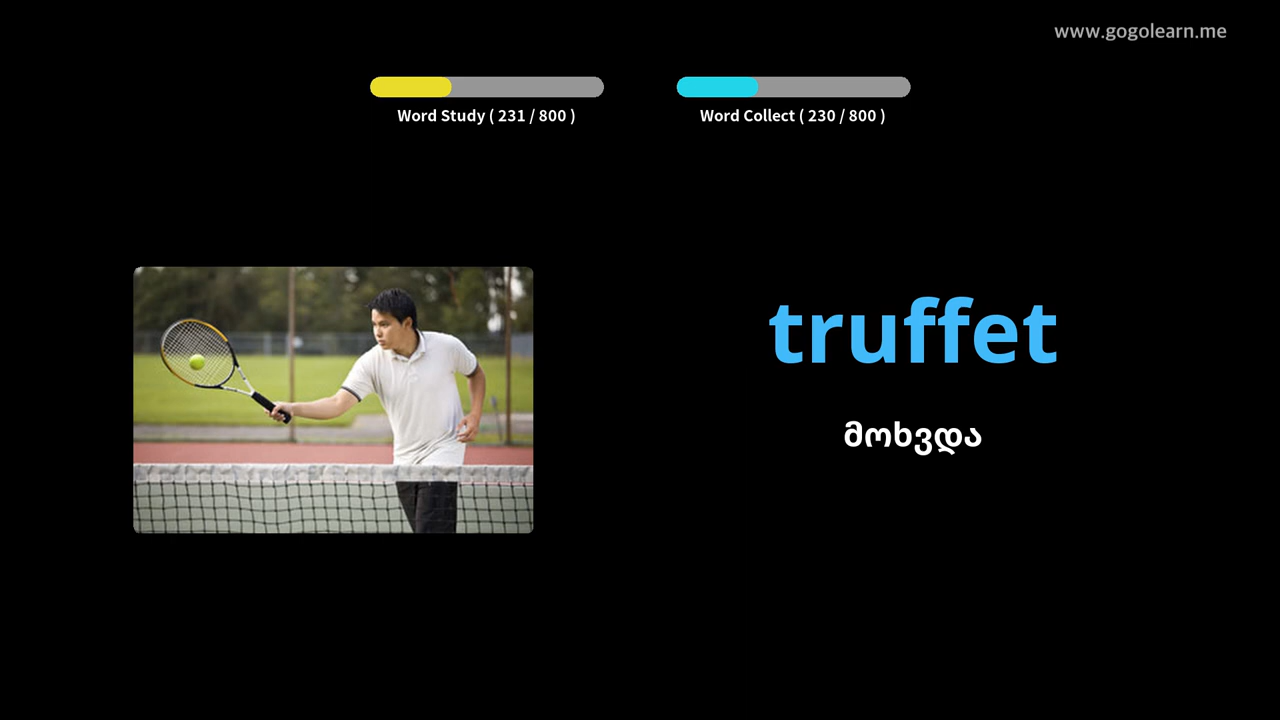 www.gogolearn.me
Word Study ( 231 / 800 )
Word Collect ( 230 / 800 )
truffet
მოხვდა